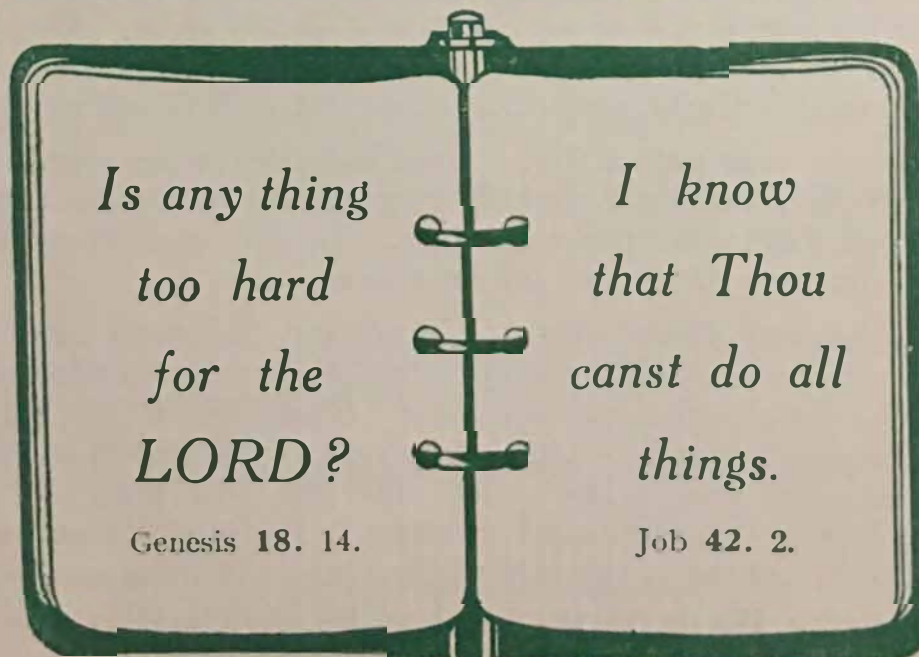 Is any thing
too hard
for the
LORD?
Genesis 18. 14.
I know
that Thou
canst do all
things.
Job 42. 2.